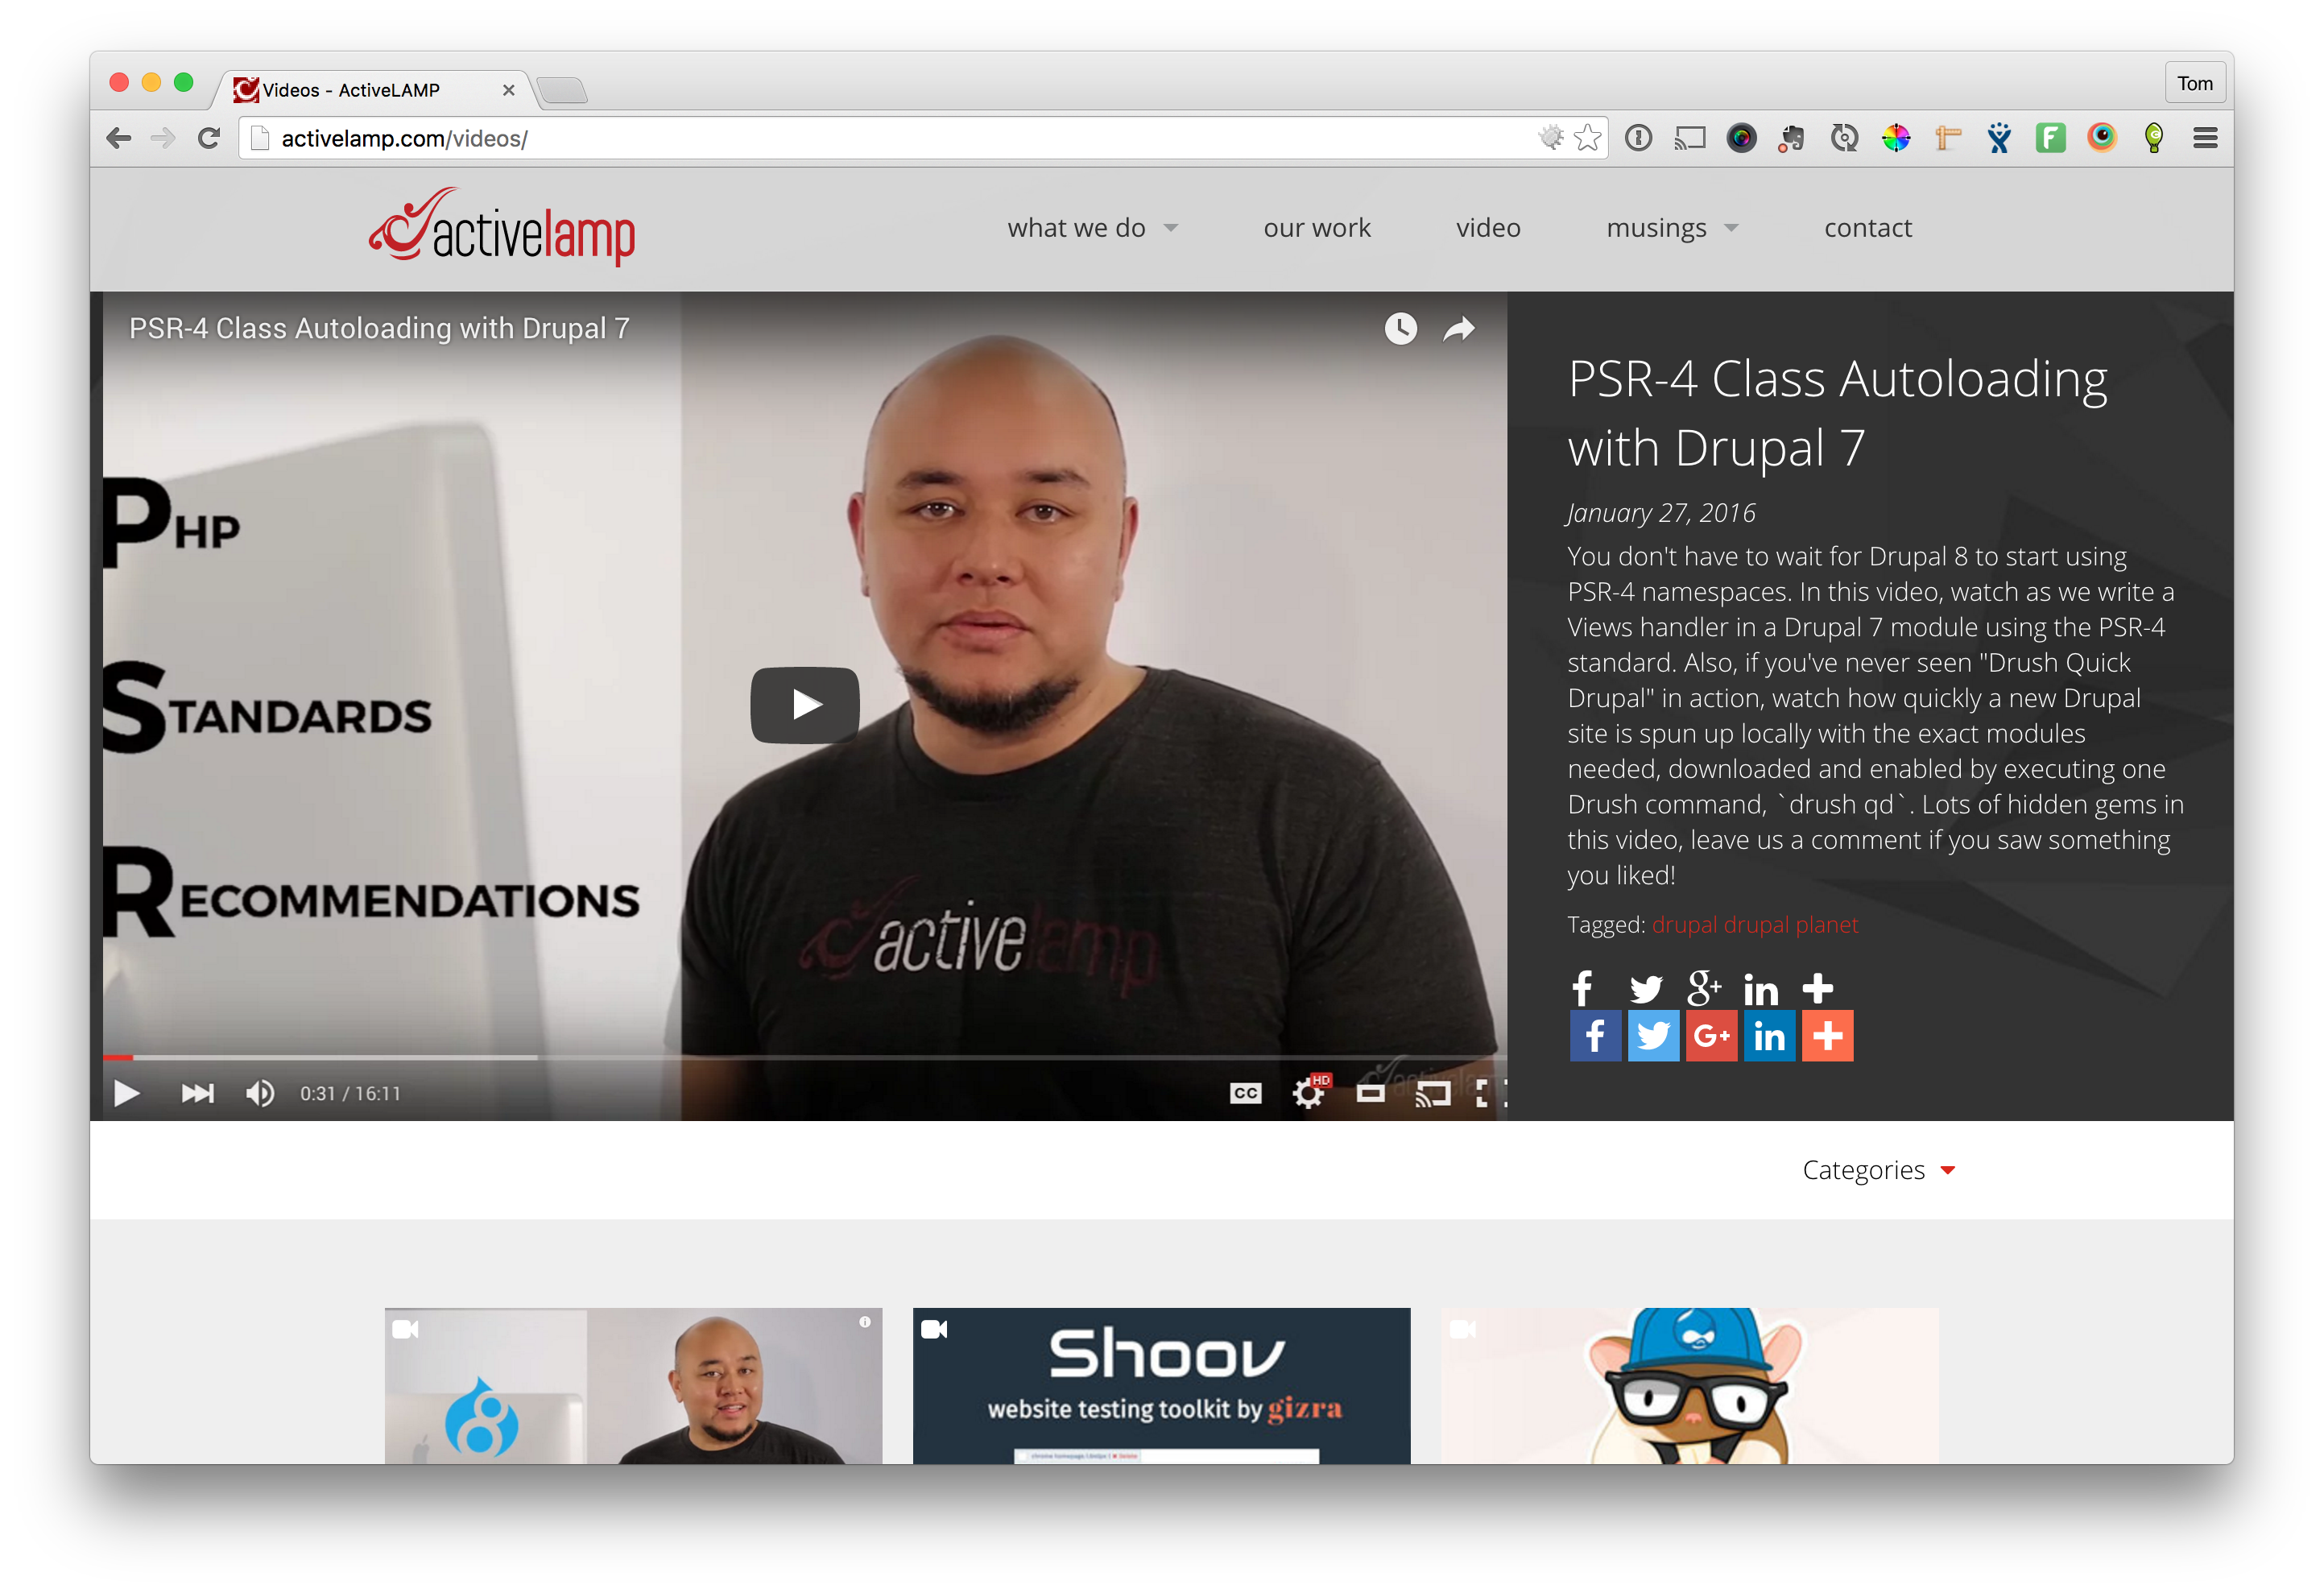 Videos - ActiveLAMP
Tom
activelamp.com/videos/
activelamp
what we do
our work
video
musings
contact
PSR-4 Class Autoloading with Drupal 7
PHP
STANDARDS
RECOMMENDATIONS
activelamp
0:31 / 16:11
CC
HD
activelamp
PSR-4 Class Autoloading
with Drupal 7
January 27, 2016
You don't have to wait for Drupal 8 to start using
PSR-4 namespaces. In this video, watch as we write a
Views handler in a Drupal 7 module using the PSR-4
standard. Also, if you've never seen "Drush Quick
Drupal" in action, watch how quickly a new Drupal
site is spun up locally with the exact modules
needed, downloaded and enabled by executing one
Drush command, `drush qd`. Lots of hidden gems in
this video, leave us a comment if you saw something
you liked!
Tagged: drupal drupal planet
Categories
Shoov
website testing toolkit by gizra